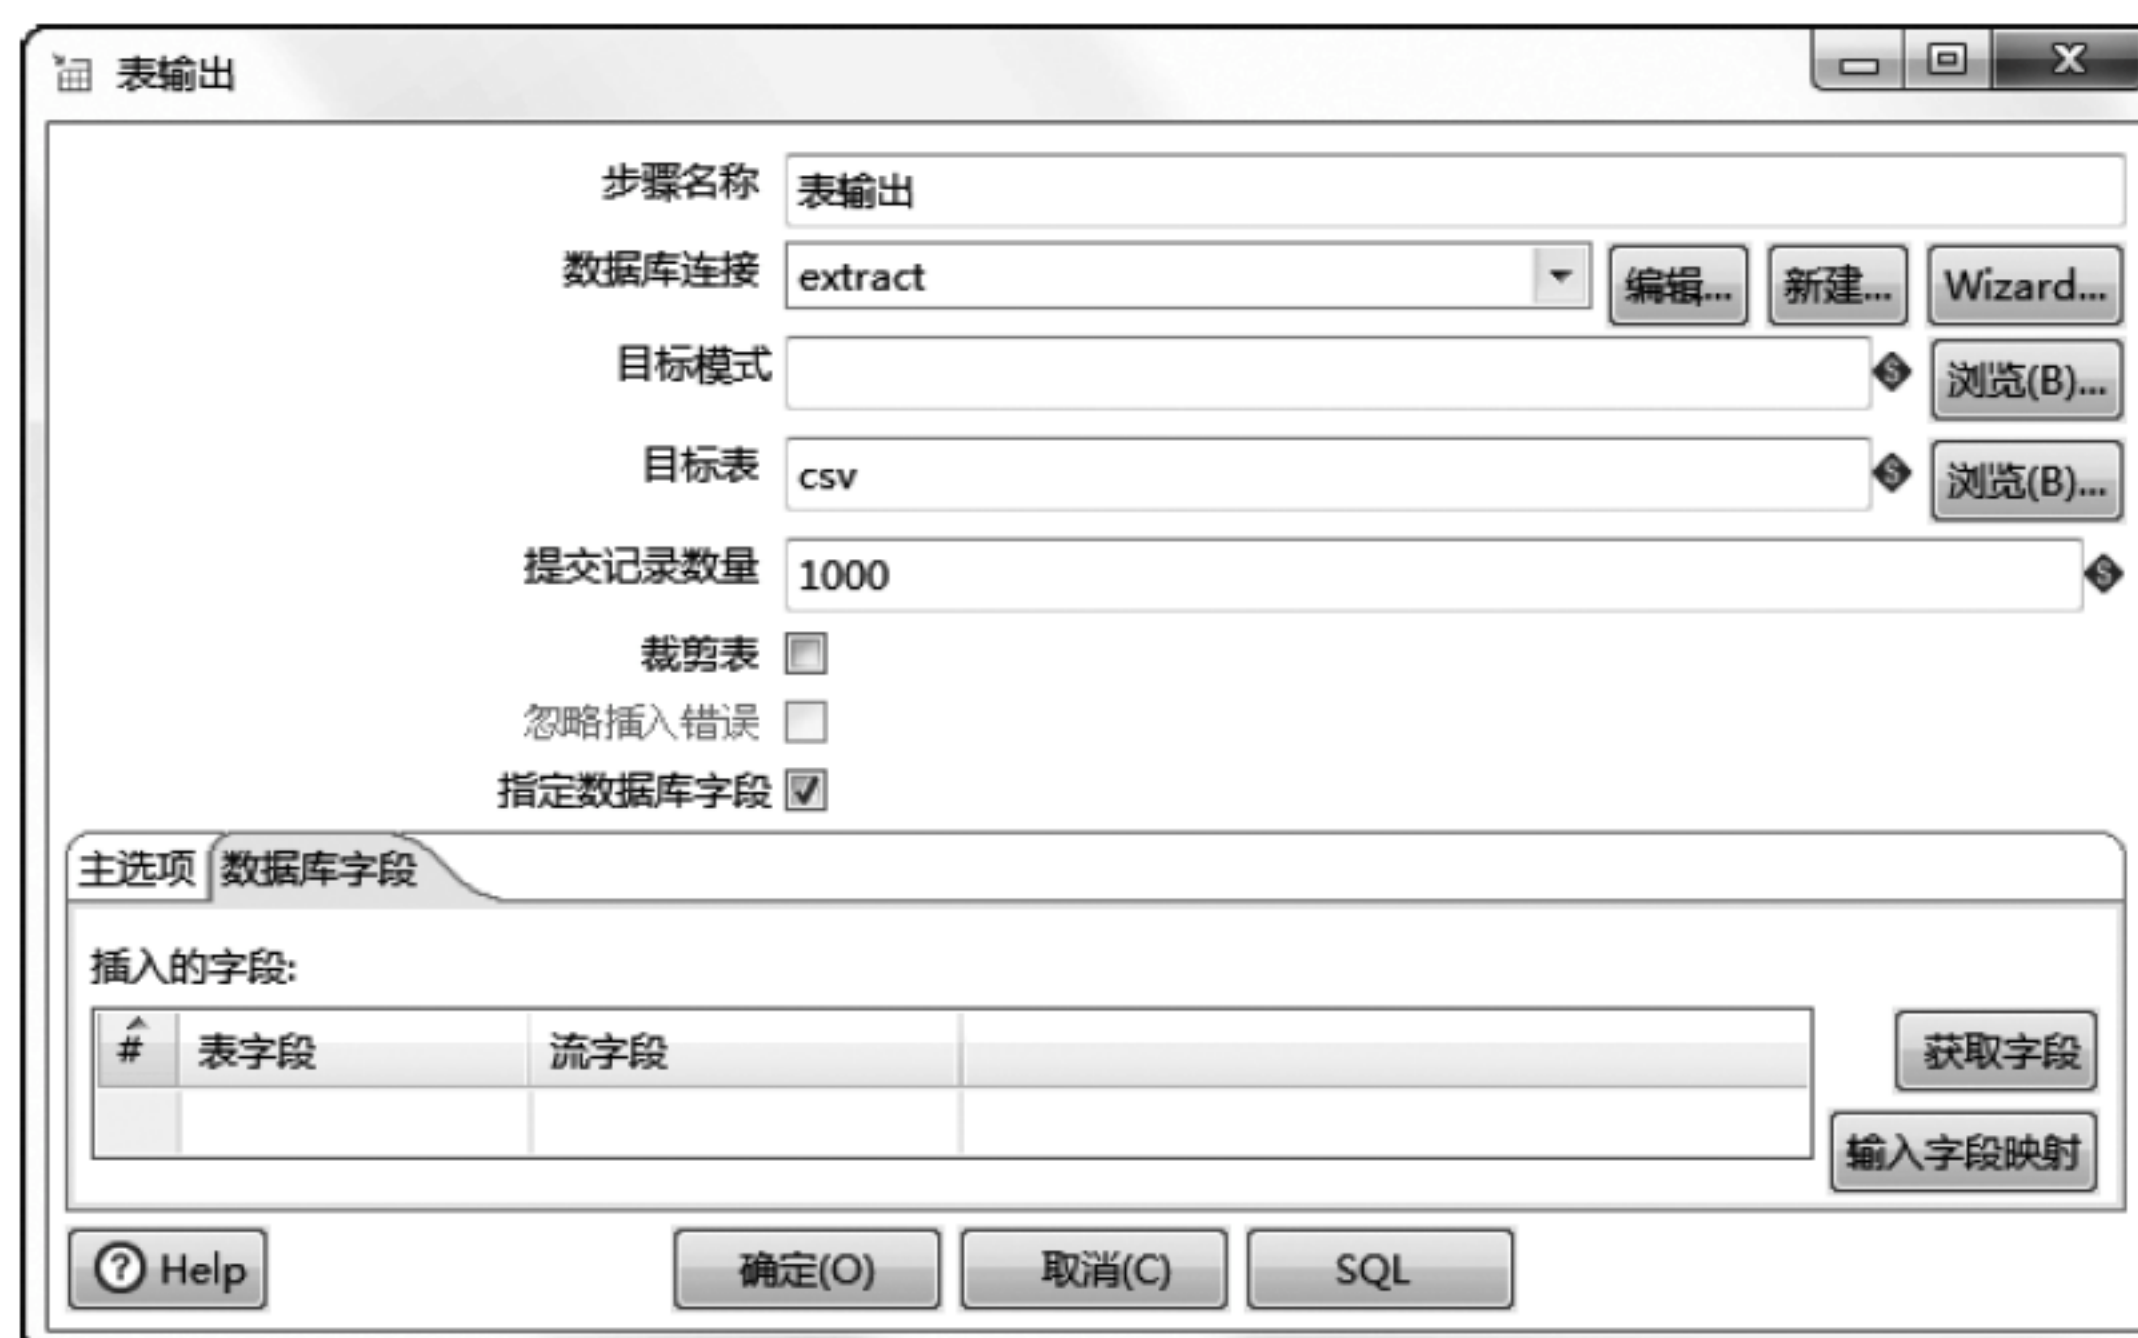 表输出
步骤名称 表输出
数据库连接 extract 编辑... 新建... Wizard...
目标模式 浏览(B)...
目标表 csv 浏览(B)...
提交记录数量 1000
裁剪表
忽略插入错误
指定数据库字段
主选项 数据库字段
插入的字段:
# 表字段 流字段 获取字段
输入字段映射
Help 确定(O) 取消(C) SQL